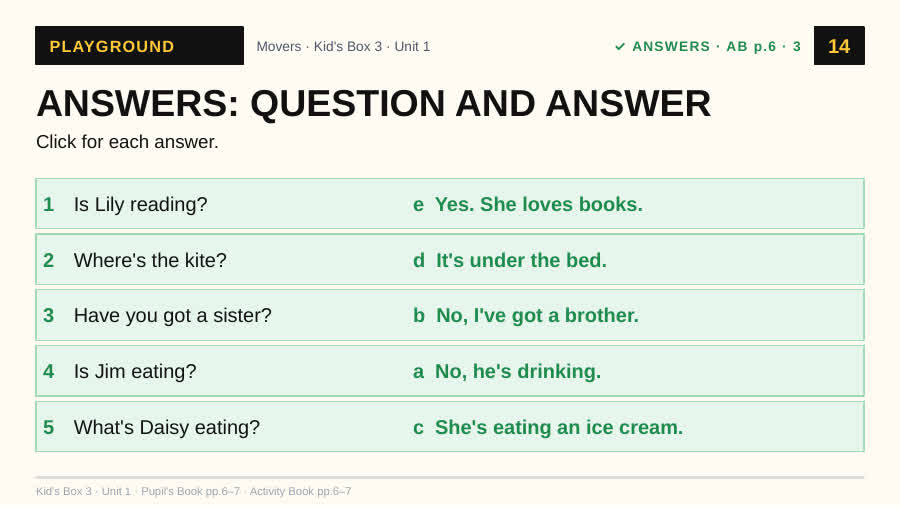 PLAYGROUND
Movers · Kid's Box 3 · Unit 1
✓ ANSWERS · AB p.6 · 3
14
ANSWERS: QUESTION AND ANSWER
Click for each answer.
1 Is Lily reading? e Yes. She loves books.
2 Where's the kite? d It's under the bed.
3 Have you got a sister? b No, I've got a brother.
4 Is Jim eating? a No, he's drinking.
5 What's Daisy eating? c She's eating an ice cream.
Kid's Box 3 · Unit 1 · Pupil's Book pp.6–7 · Activity Book pp.6–7